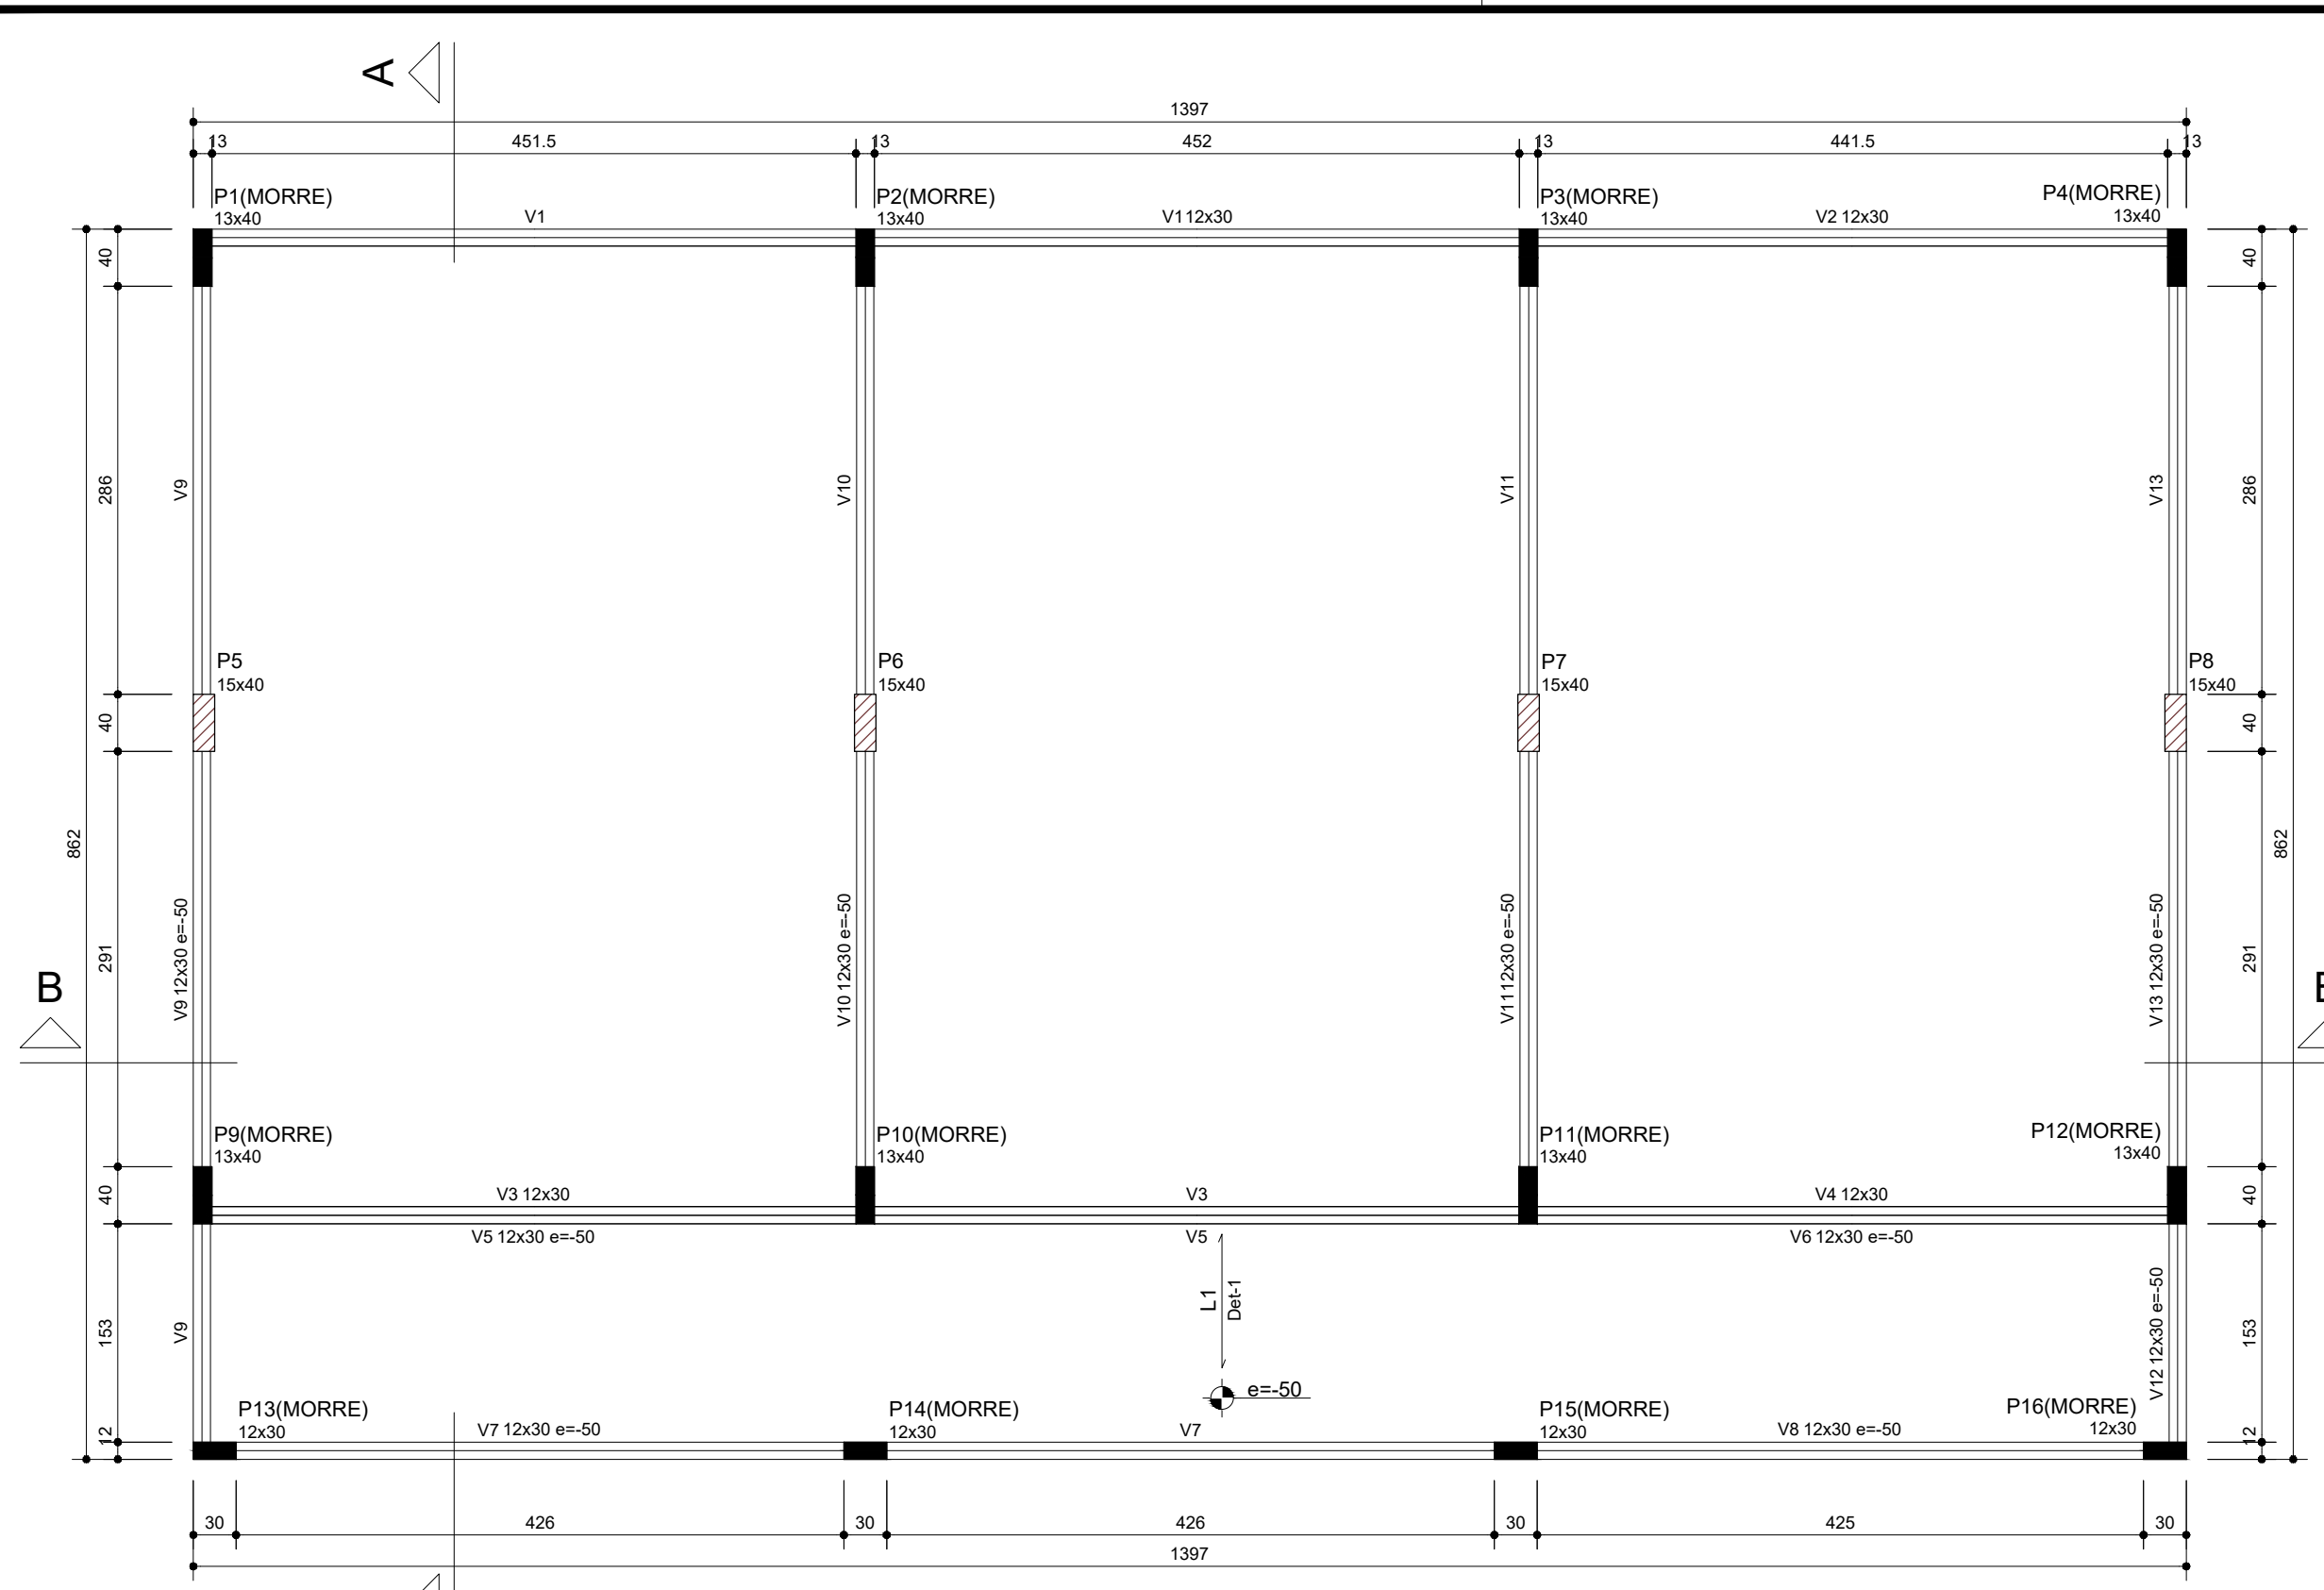 A
1397
13 451.5 13 452 13 441.5 13
P1(MORRE)
13x40
V1
P2(MORRE)
13x40
V1 12x30
P3(MORRE)
13x40
V2 12x30
P4(MORRE)
13x40
40
40
286
V9
V10
V11
V13
286
P5
15x40
P6
15x40
P7
15x40
P8
15x40
40
40
862
862
291
V9 12x30 e=-50
V10 12x30 e=-50
V11 12x30 e=-50
V13 12x30 e=-50
291
B
P9(MORRE)
13x40
P10(MORRE)
13x40
P11(MORRE)
13x40
P12(MORRE)
13x40
40
V3 12x30
V3
V4 12x30
40
V5 12x30 e=-50
V5
V6 12x30 e=-50
153
V9
L1
Det-1
V12 12x30 e=-50
153
e=-50
P13(MORRE)
12x30
V7 12x30 e=-50
P14(MORRE)
12x30
V7
P15(MORRE)
12x30
V8 12x30 e=-50
P16(MORRE)
12x30
12
12
30 426 30 426 30 425 30
1397